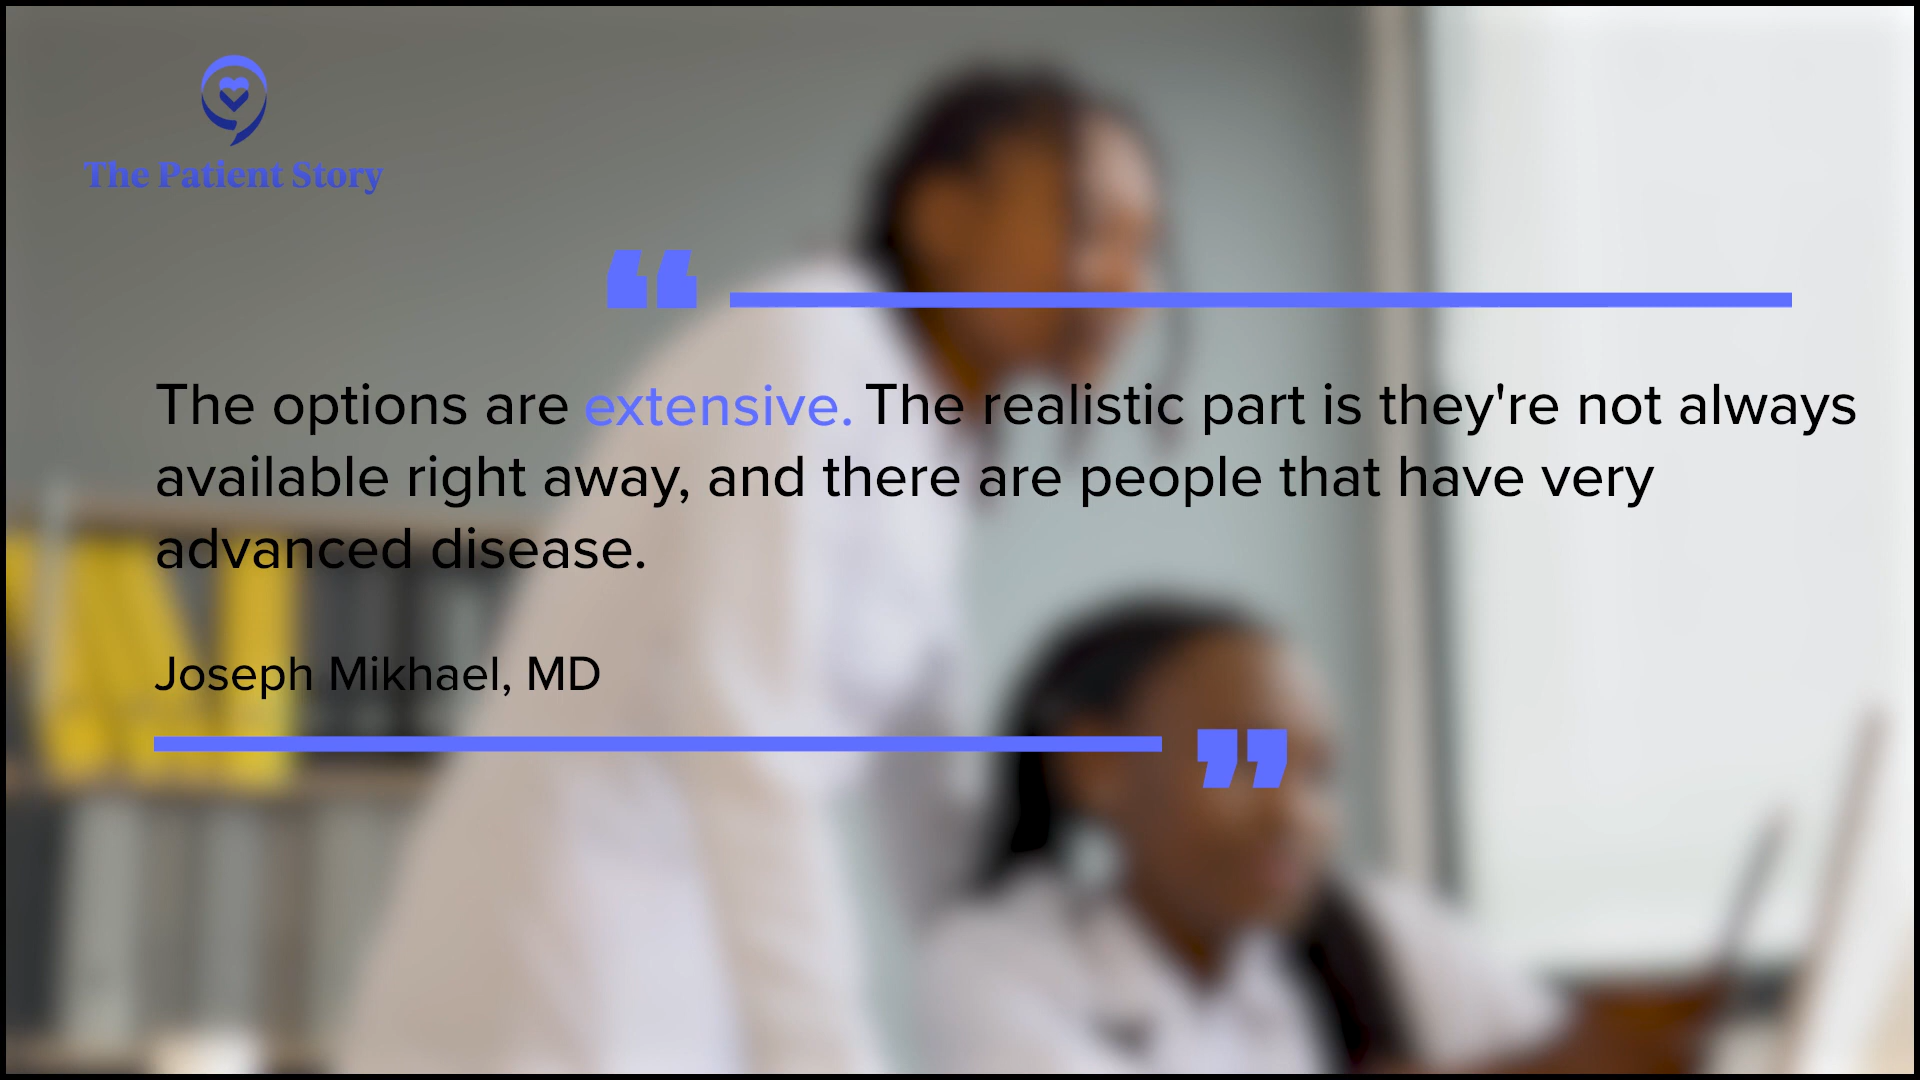 The Patient Story
“
The options are extensive. The realistic part is they're not always
available right away, and there are people that have very
advanced disease.
Joseph Mikhael, MD
”